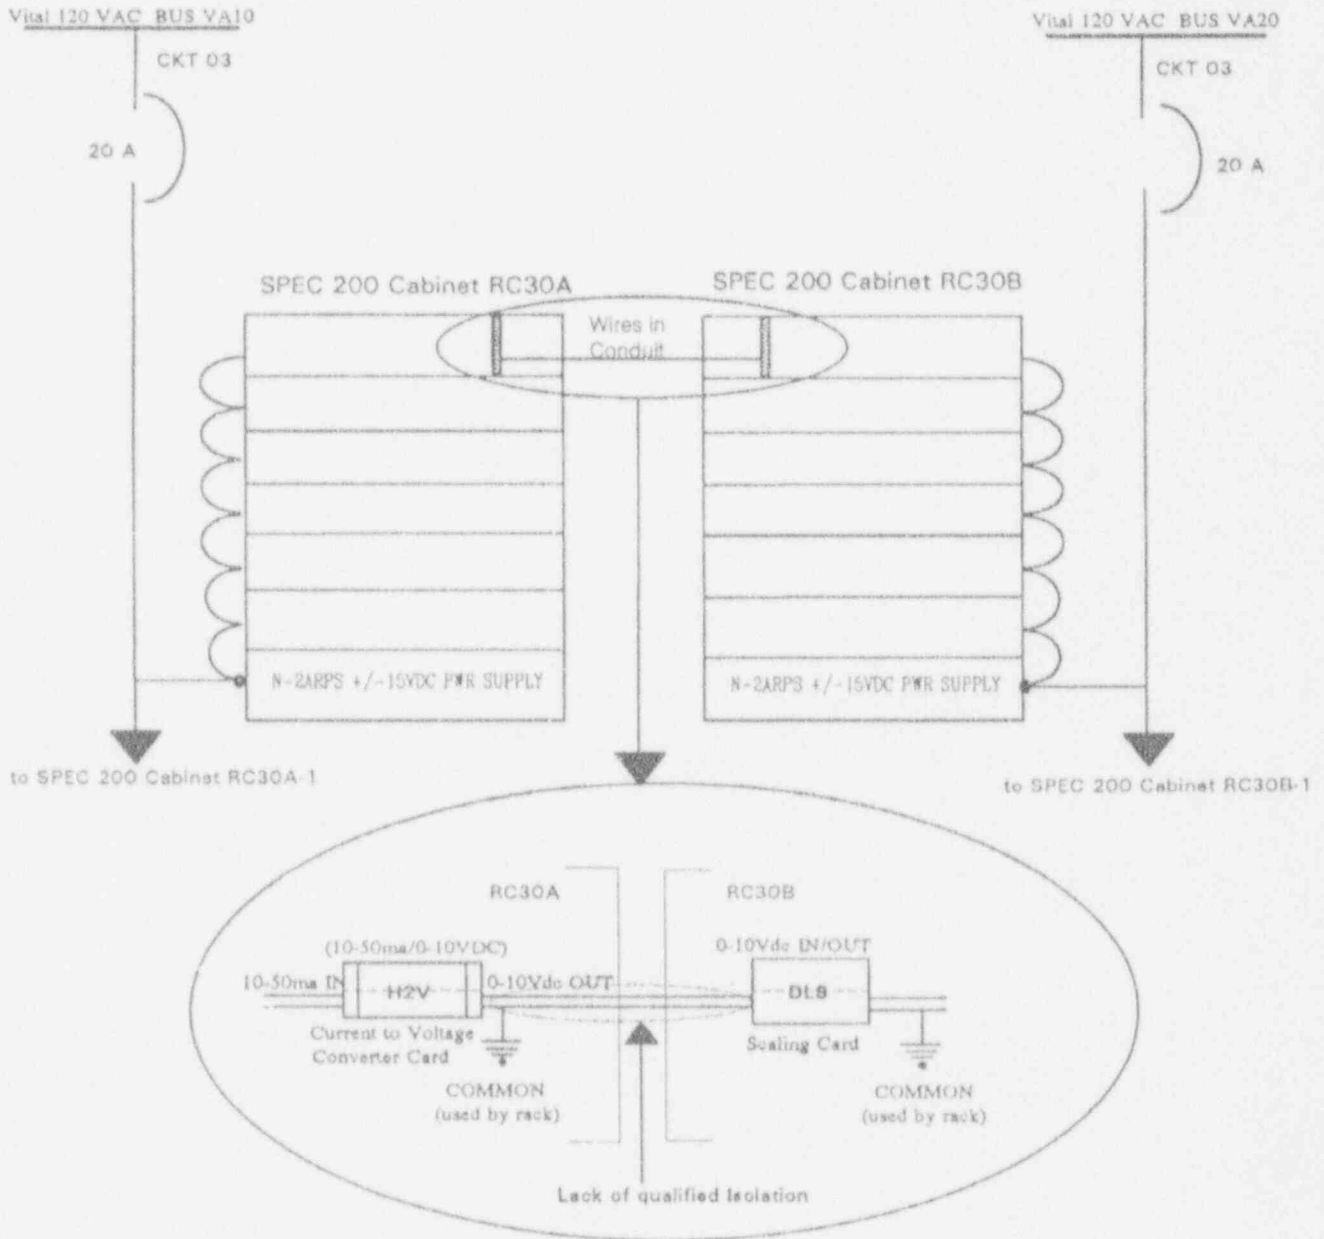 Vital 120 VAC BUS VA10
Vital 120 VAC BUS VA20
CKT 03
CKT 03
20 A
20 A
SPEC 200 Cabinet RC30A
SPEC 200 Cabinet RC30B
Wires in
Conduit
N-2ARPS +/-15VDC PWR SUPPLY
N-2ARPS +/-15VDC PWR SUPPLY
to SPEC 200 Cabinet RC30A-1
to SPEC 200 Cabinet RC30B-1
RC30A
RC30B
(10-50ma/0-10VDC)
0-10Vdc IN/OUT
10-50ma IN
H2V
0-10Vdc OUT
DL8
Current to Voltage
Converter Card
Scaling Card
COMMON
(used by rack)
COMMON
(used by rack)
Lack of qualified Isolation